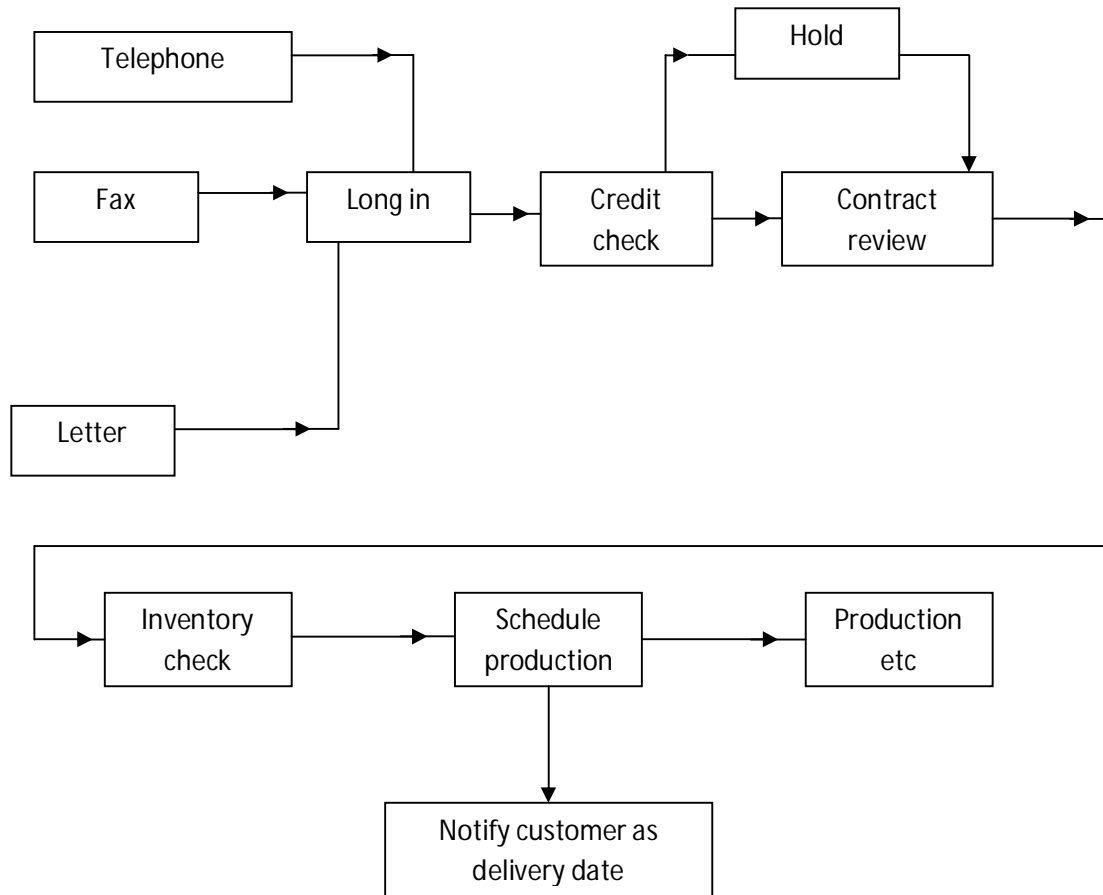 Telephone
Hold
Fax
Long in
Credit
check
Contract
review
Letter
Inventory
check
Schedule
production
Production
etc
Notify customer as
delivery date